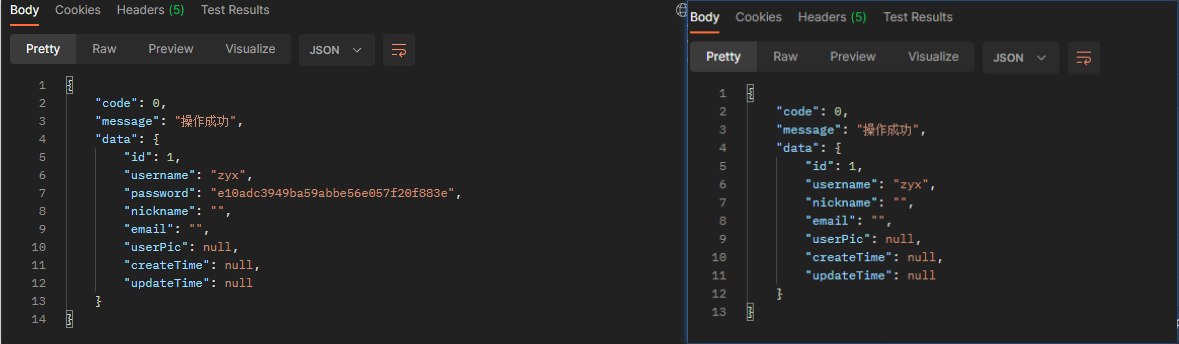 Body Cookies Headers (5) Test Results
Pretty Raw Preview Visualize JSON
1 {
2 "code": 0,
3 "message": "操作成功",
4 "data": {
5 "id": 1,
6 "username": "zyx",
7 "password": "e10adc3949ba59abbe56e057f20f883e",
8 "nickname": "",
9 "email": "",
10 "userPic": null,
11 "createTime": null,
12 "updateTime": null
13 }
14 }
Body Cookies Headers (5) Test Results
Pretty Raw Preview Visualize JSON
1 {
2 "code": 0,
3 "message": "操作成功",
4 "data": {
5 "id": 1,
6 "username": "zyx",
7 "nickname": "",
8 "email": "",
9 "userPic": null,
10 "createTime": null,
11 "updateTime": null
12 }
13 }